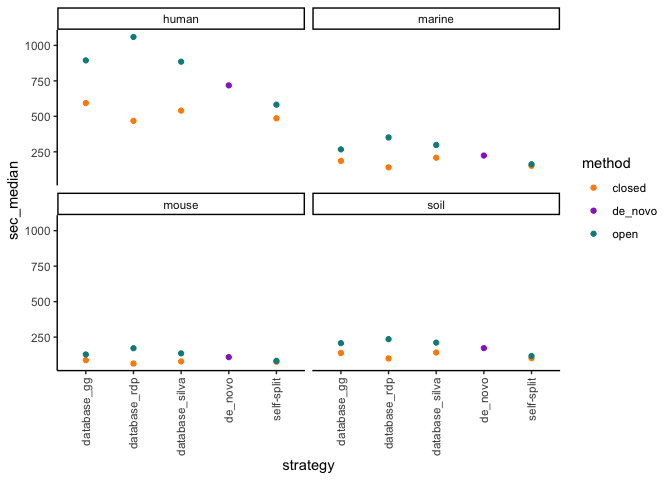 human
marine
1000
750
500
250
mouse
soil
1000
750
500
250
sec_median
database_gg
database_rdp
database_silva
de_novo
self-split
database_gg
database_rdp
database_silva
de_novo
self-split
strategy
method
closed
de_novo
open